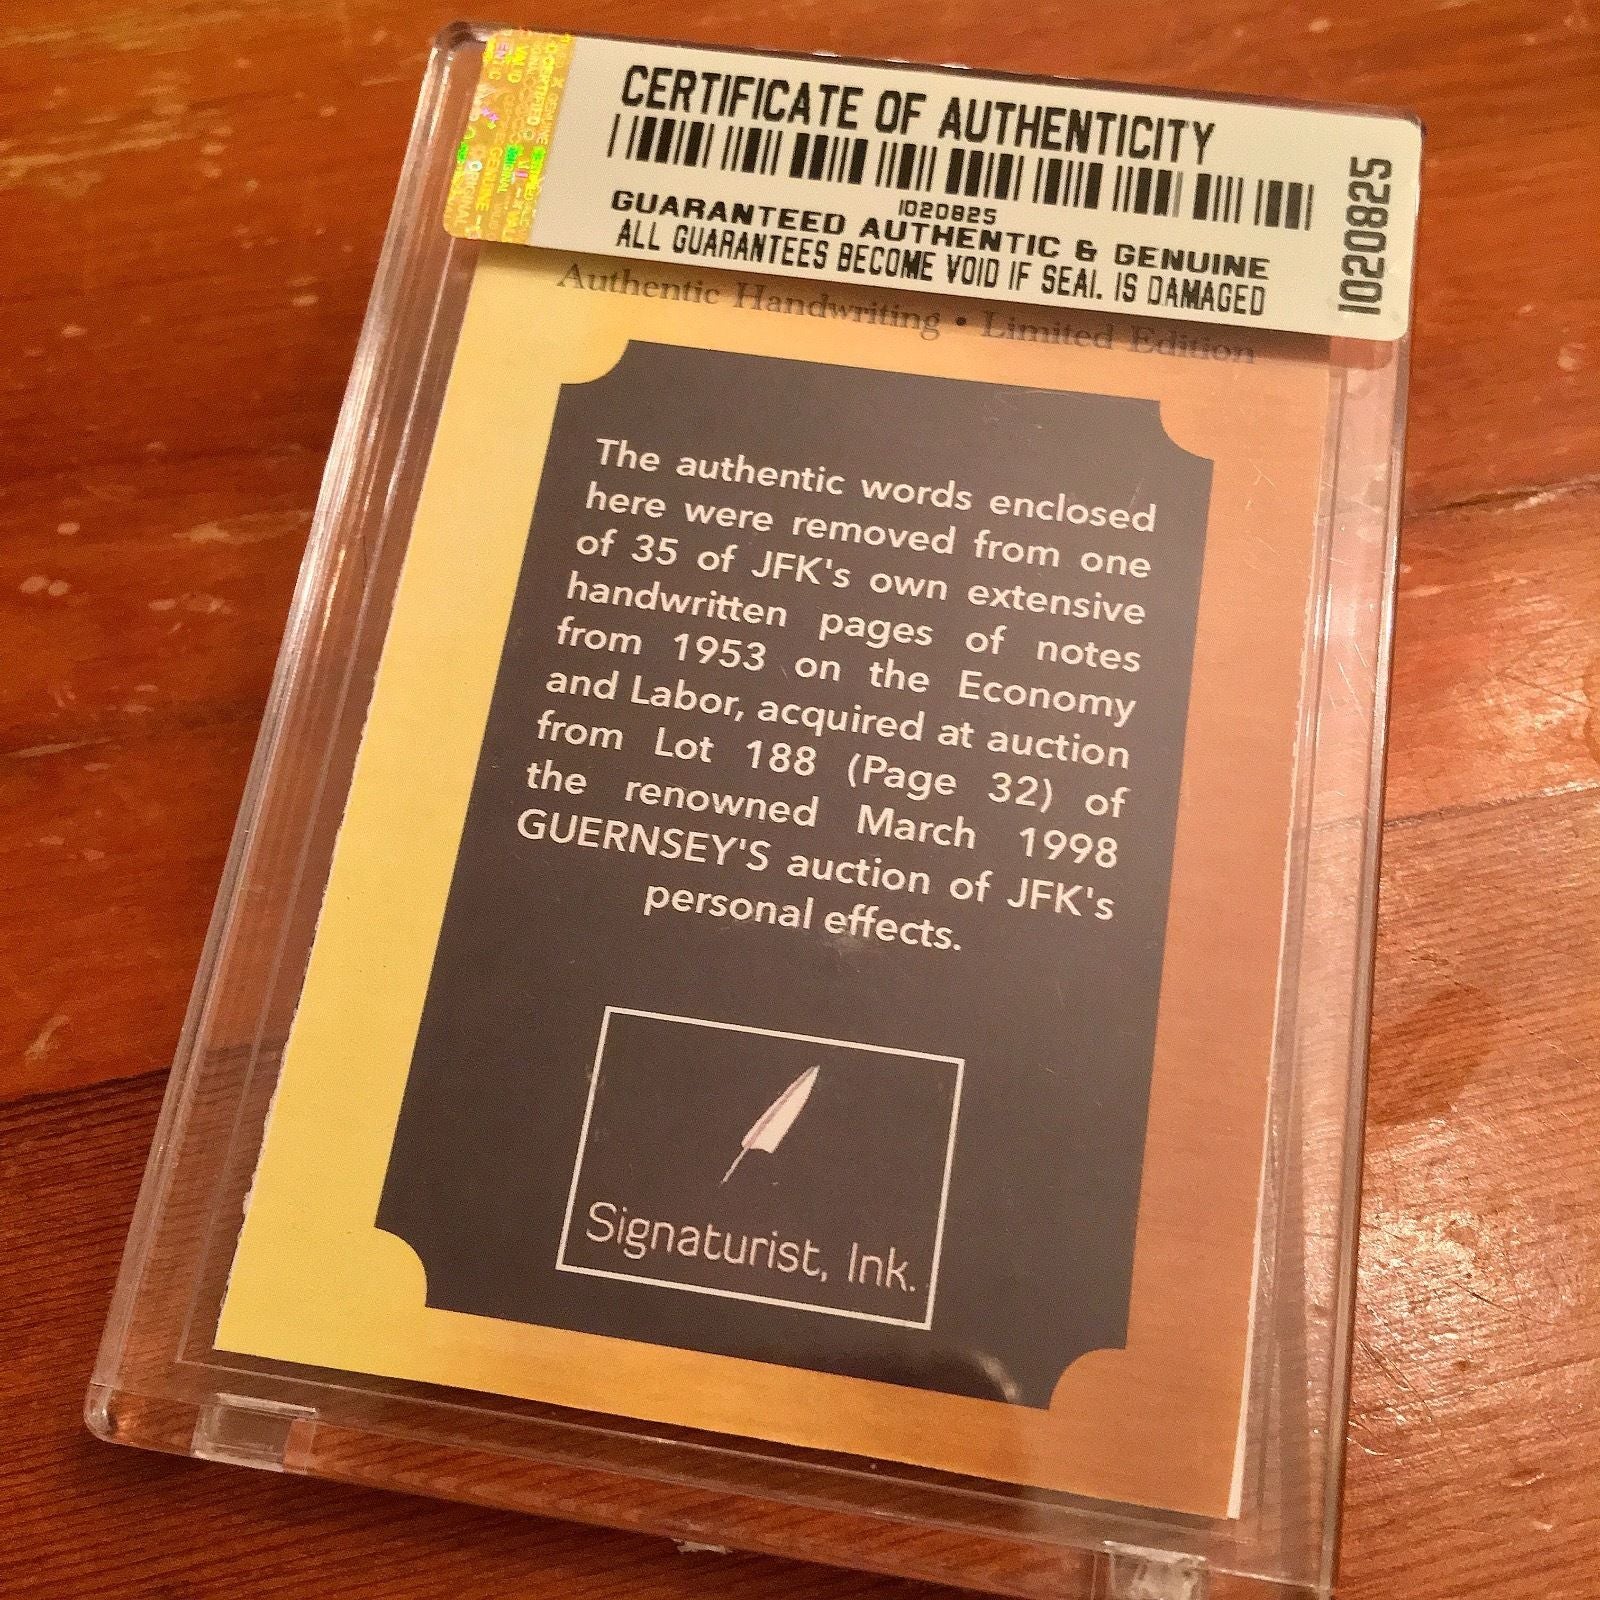 CERTIFICATE OF AUTHENTICITY
1020825
GUARANTEED AUTHENTIC & GENUINE
ALL GUARANTEES BECOME VOID IF SEAL IS DAMAGED
1020825
Authentic Handwriting • Limited Edition
The authentic words enclosed
here were removed from one
of 35 of JFK's own extensive
handwritten pages of notes
from 1953 on the Economy
and Labor, acquired at auction
from Lot 188 (Page 32) of
the renowned March 1998
GUERNSEY'S auction of JFK's
personal effects.
Signaturist, Ink.